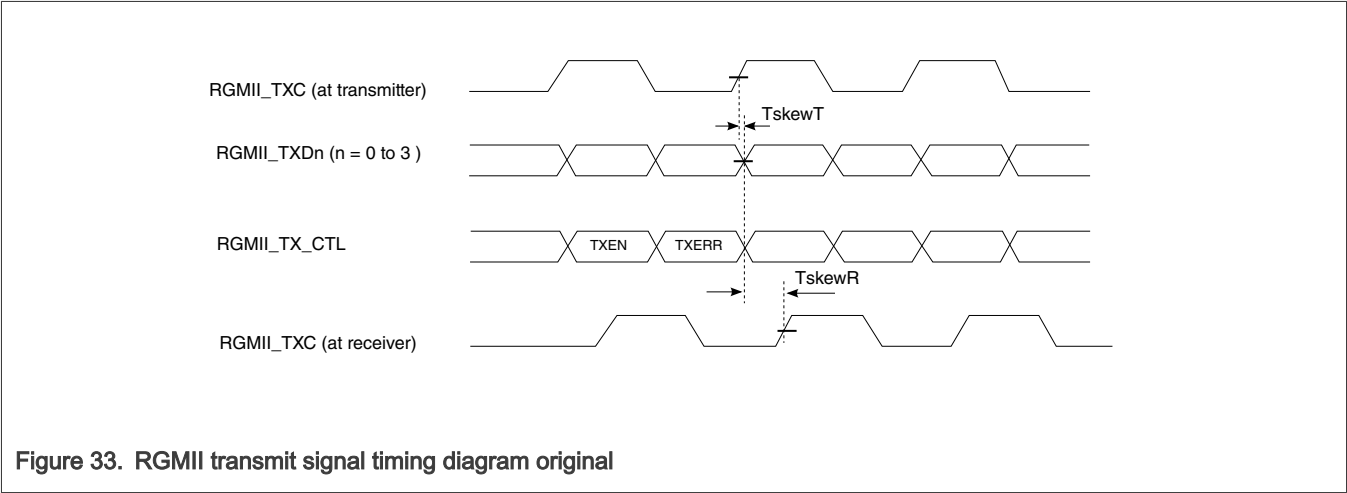 RGMII_TXC (at transmitter)
TskewT
RGMII_TXDn (n = 0 to 3 )
RGMII_TX_CTL
TXEN
TXERR
TskewR
RGMII_TXC (at receiver)
Figure 33. RGMII transmit signal timing diagram original